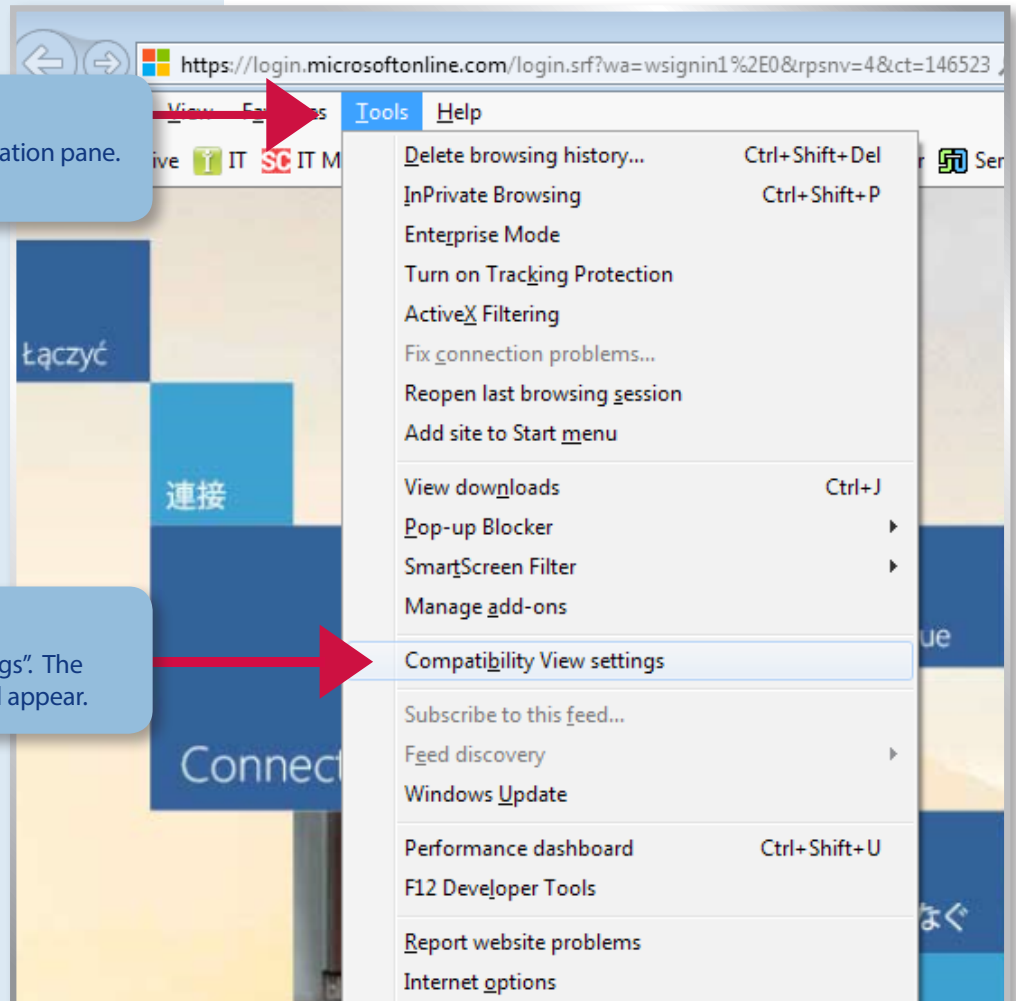 https://login.microsoftonline.com/login.srf?wa=wsignin1%2E0&rpsnv=4&ct=146523
View Favorites Tools Help
ation pane.
ive IT SC IT M
Ser
Delete browsing history... Ctrl+Shift+Del
InPrivate Browsing Ctrl+Shift+P
Enterprise Mode
Turn on Tracking Protection
ActiveX Filtering
Fix connection problems...
Reopen last browsing session
Add site to Start menu
View downloads Ctrl+J
Pop-up Blocker
SmartScreen Filter
Manage add-ons
Compatibility View settings
Subscribe to this feed...
Feed discovery
Windows Update
Performance dashboard Ctrl+Shift+U
F12 Developer Tools
Report website problems
Internet options
Łączyć
連接
gs”. The
appear.
ue
Connect
なぐ